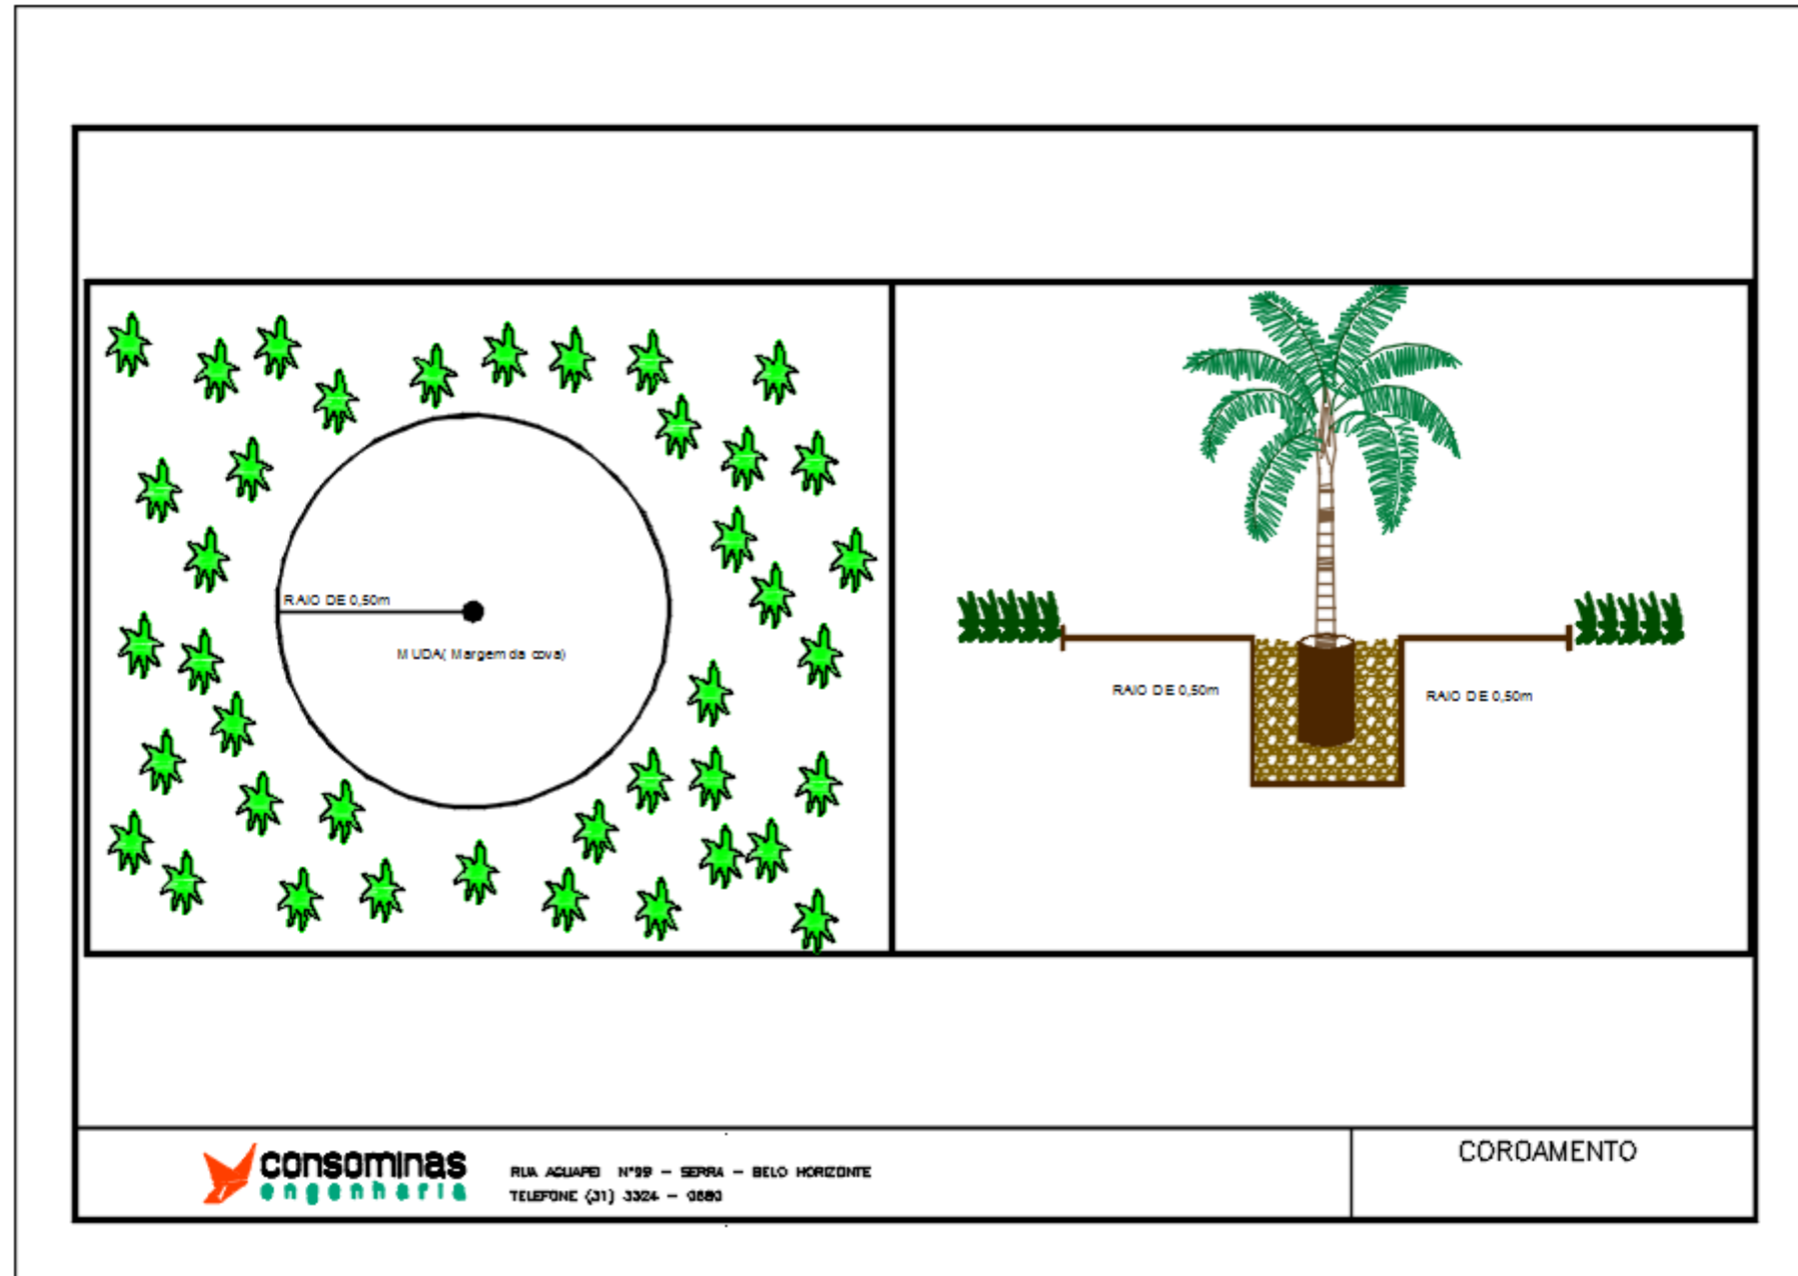 RAIO DE 0,50m
MUDA( Margem da cova)
RAIO DE 0,50m
RAIO DE 0,50m
consominas
engenharia
RUA AGUAPEI N°99 - SERRA - BELO HORIZONTE
TELEFONE (31) 3324 -
COROAMENTO